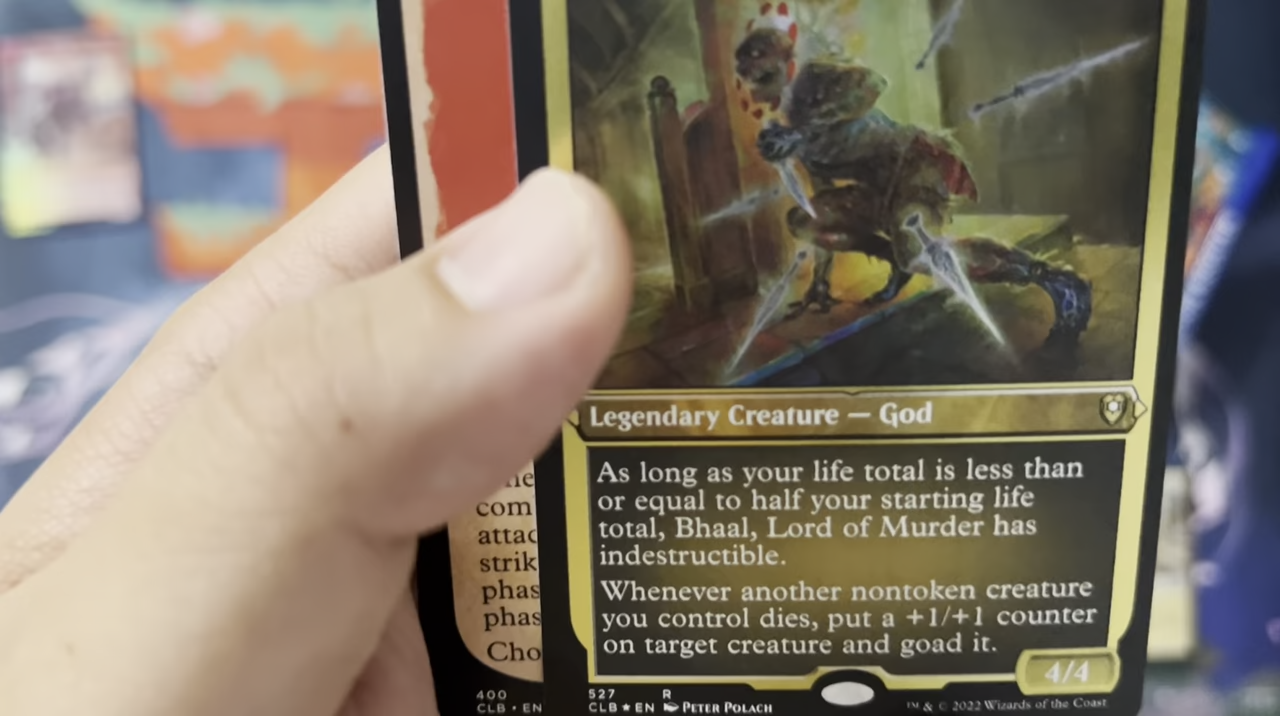 Legendary Creature — God
As long as your life total is less than
or equal to half your starting life
total, Bhaal, Lord of Murder has
indestructible.
Whenever another nontoken creature
you control dies, put a +1/+1 counter
on target creature and goad it.
4/4
527 R
CLB ★ EN PETER POLACH
™ & © 2022 Wizards of the Coast
com
attac
strik
phas
phas
Cho
400
CLB • EN